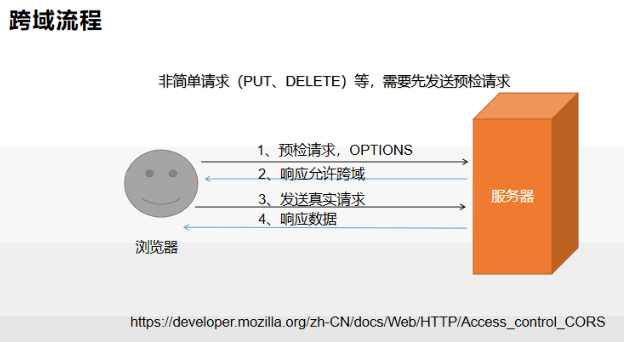 跨域流程
非简单请求（PUT、DELETE）等，需要先发送预检请求
1、预检请求，OPTIONS
2、响应允许跨域
3、发送真实请求
4、响应数据
服务器
浏览器
https://developer.mozilla.org/zh-CN/docs/Web/HTTP/Access_control_CORS